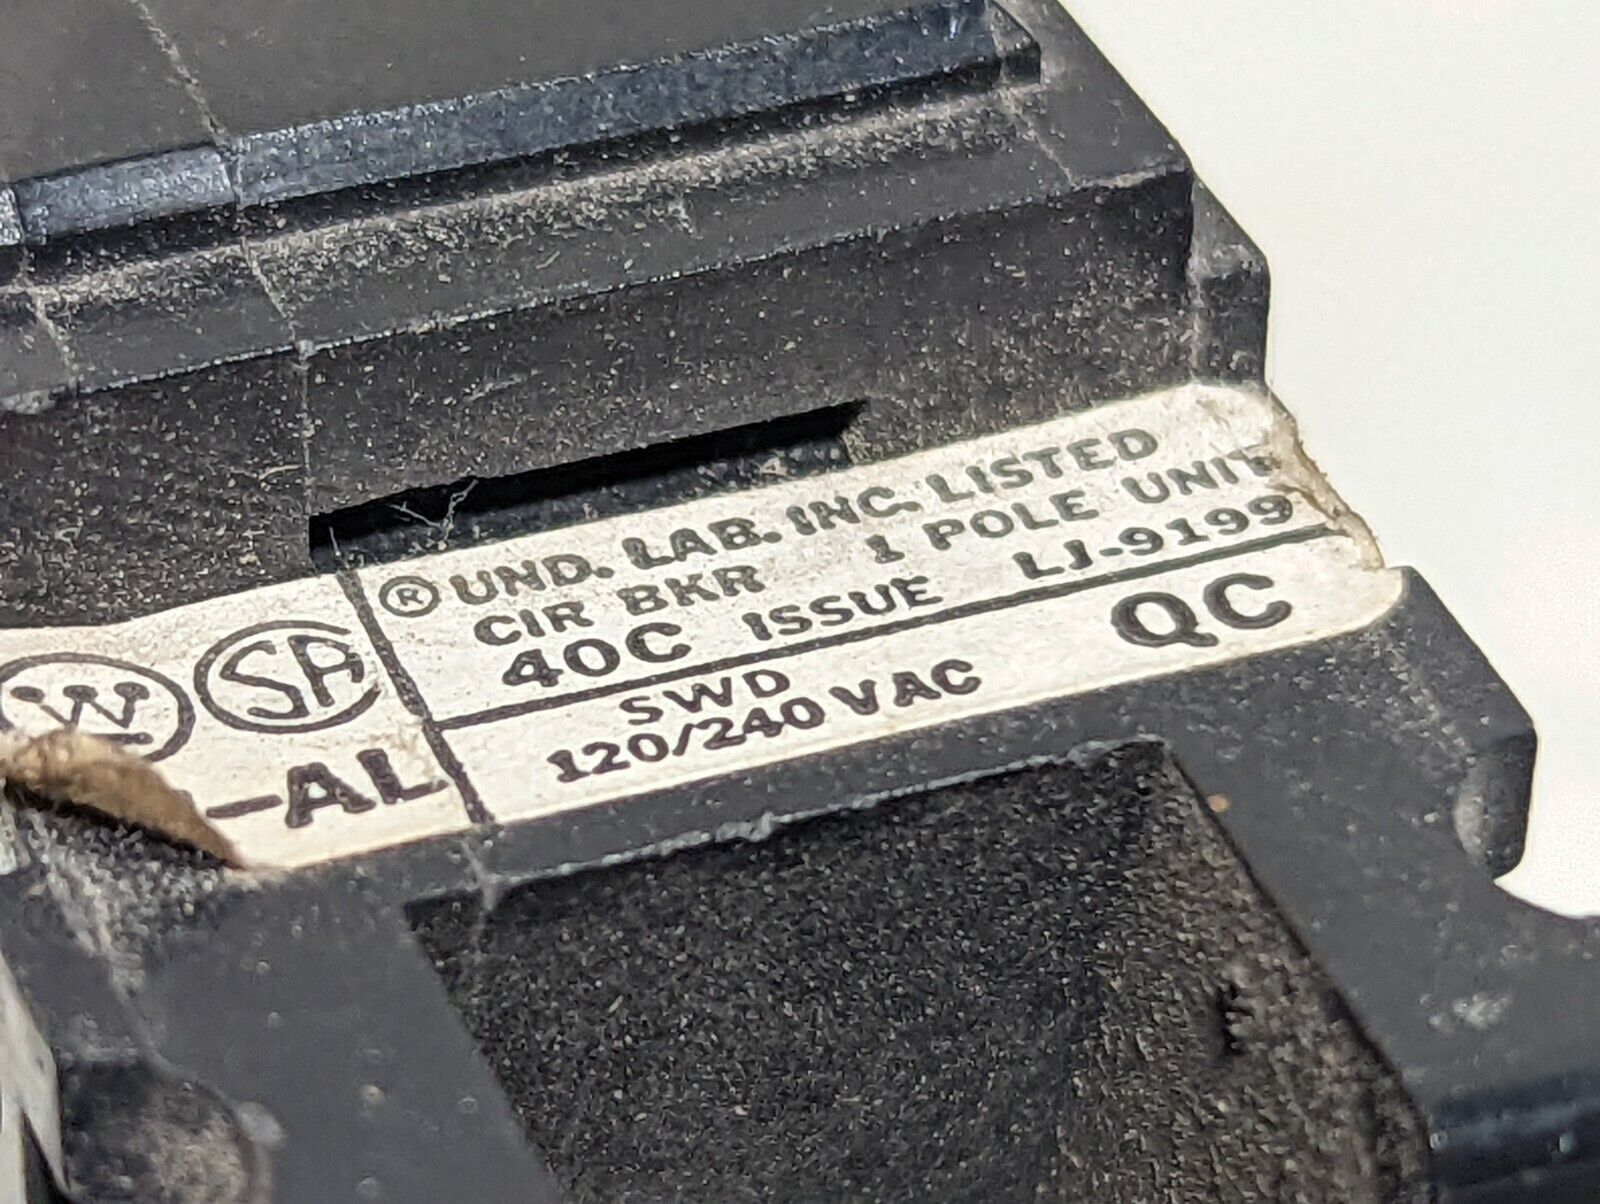 ® UND. LAB. INC. LISTED
CIR BKR 1 POLE UNIT
40C ISSUE LJ-9199
SWD QC
120/240 VAC
W SA
-AL